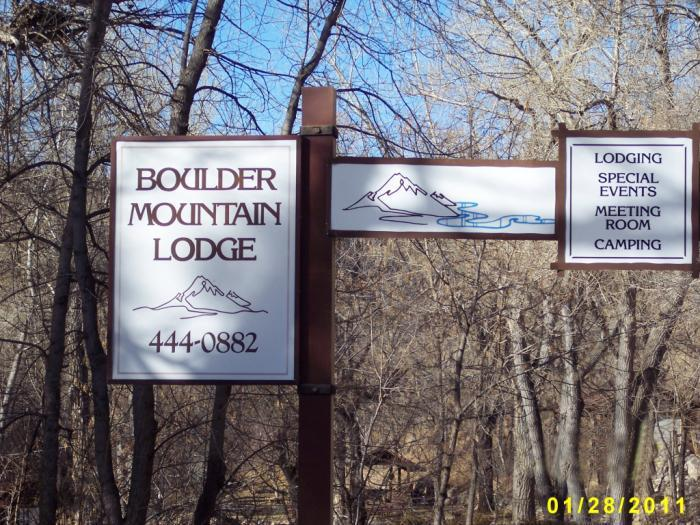 BOULDER
MOUNTAIN
LODGE
444-0882
LODGING
SPECIAL
EVENTS
MEETING
ROOM
CAMPING
01/28/2011